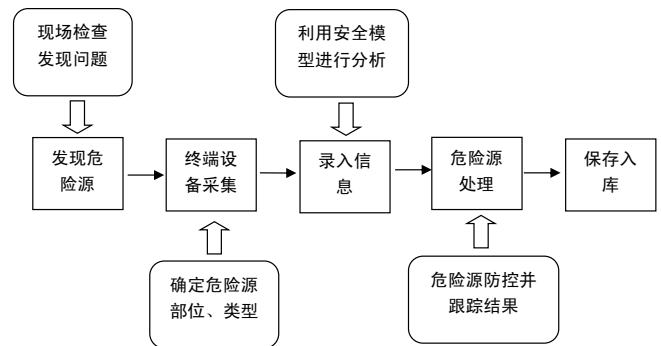 现场检查
发现问题
利用安全模
型进行分析
发现危
险源
终端设
备采集
录入信
息
危险源
处理
保存入
库
确定危险源
部位、类型
危险源防控并
跟踪结果